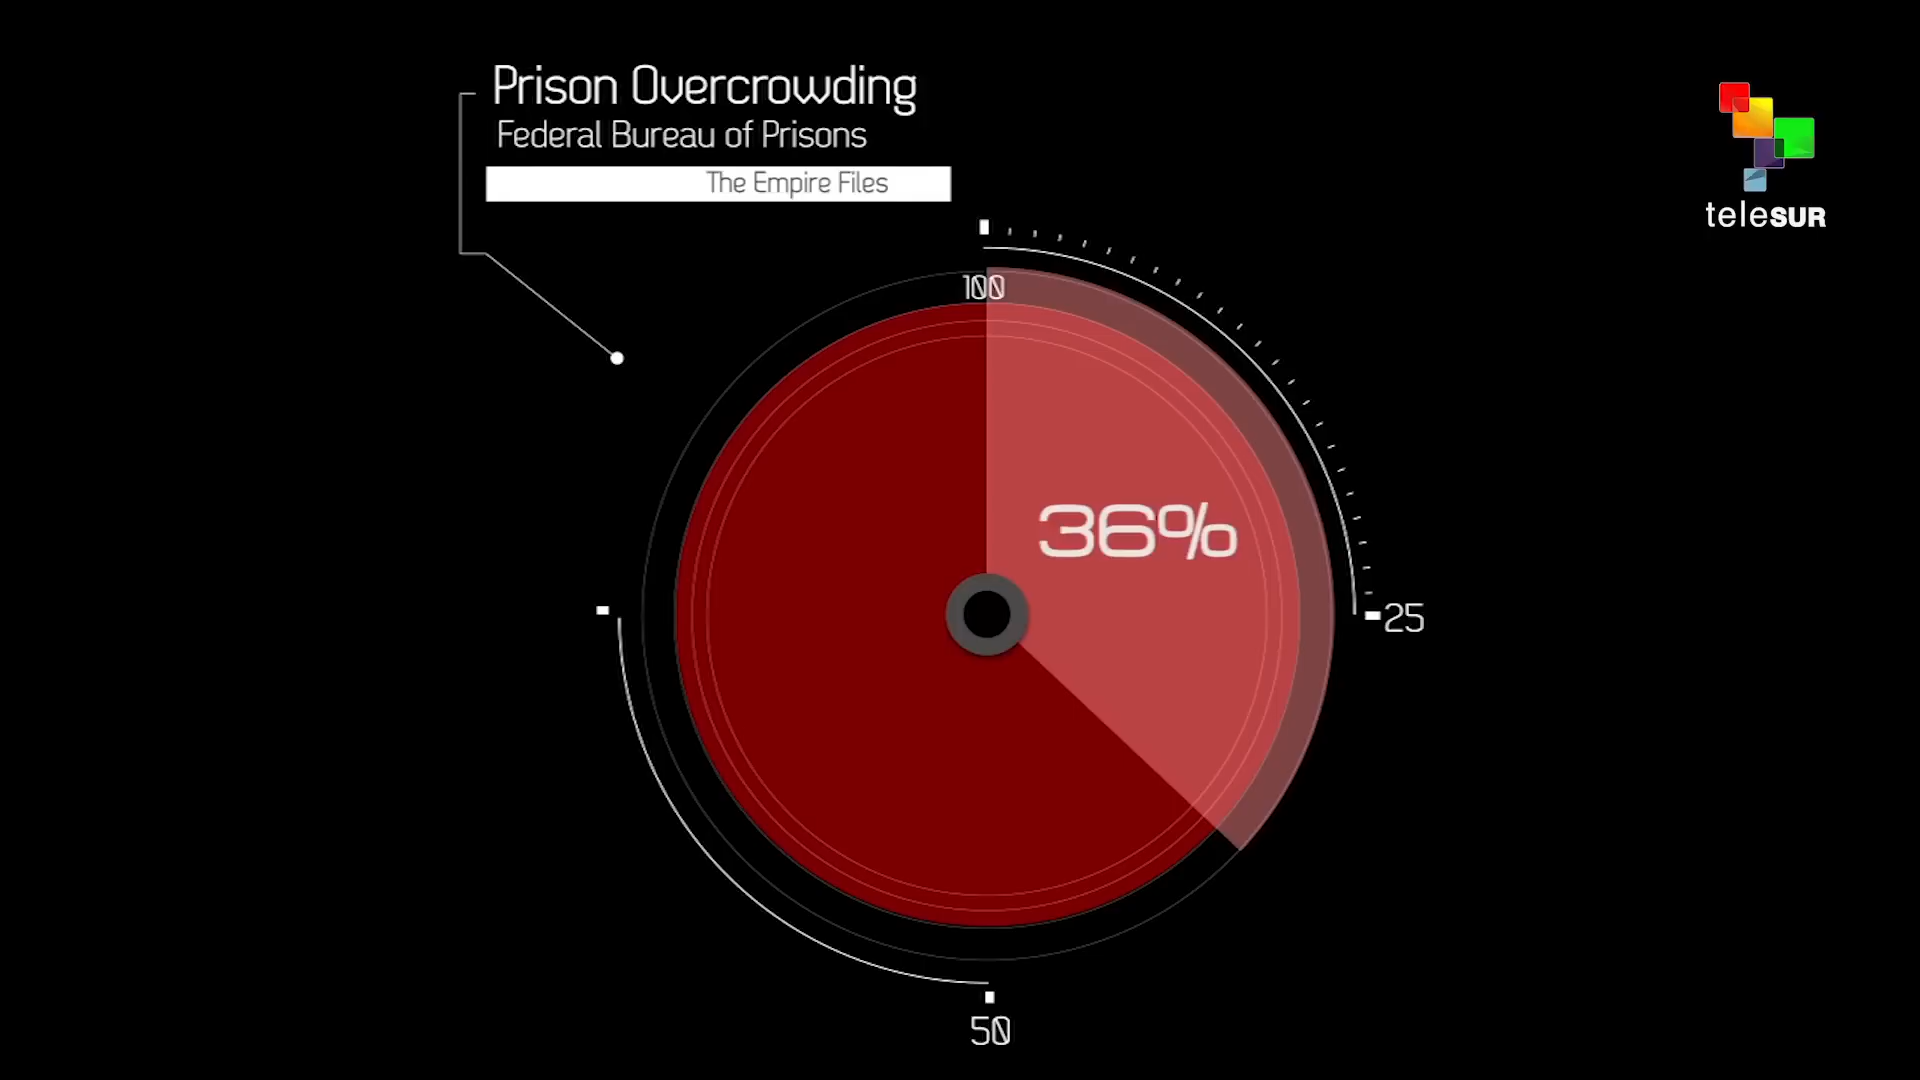 Prison Overcrowding
Federal Bureau of Prisons
The Empire Files
teleSUR
100
36%
25
50